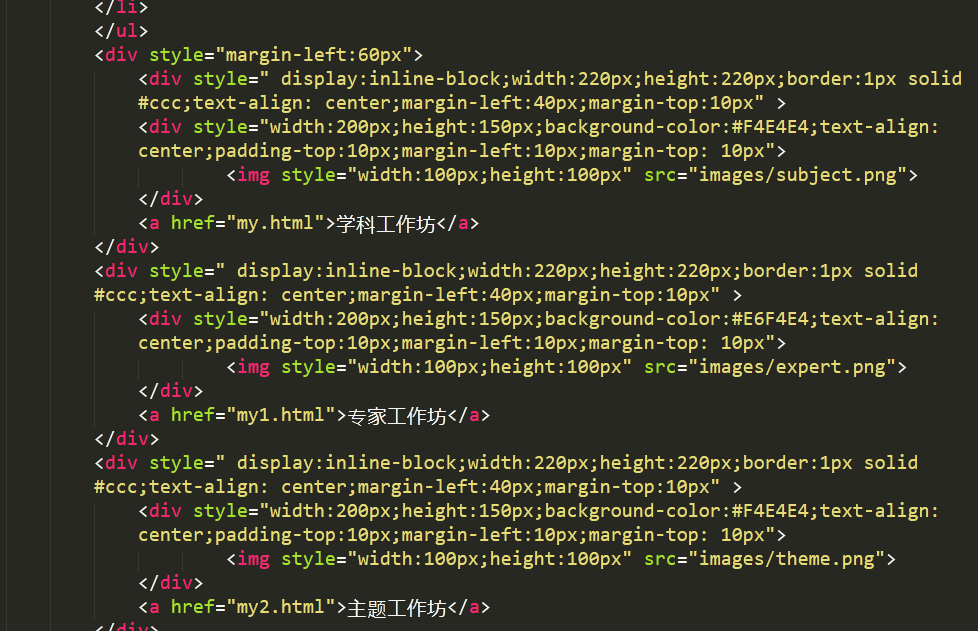 </li>
</ul>
<div style="margin-left:60px">
<div style=" display:inline-block;width:220px;height:220px;border:1px solid
#ccc;text-align: center;margin-left:40px;margin-top:10px" >
<div style="width:200px;height:150px;background-color:#F4E4E4;text-align:
center;padding-top:10px;margin-left:10px;margin-top: 10px">
<img style="width:100px;height:100px" src="images/subject.png">
</div>
<a href="my.html">学科工作坊</a>
</div>
<div style=" display:inline-block;width:220px;height:220px;border:1px solid
#ccc;text-align: center;margin-left:40px;margin-top:10px" >
<div style="width:200px;height:150px;background-color:#E6F4E4;text-align:
center;padding-top:10px;margin-left:10px;margin-top: 10px">
<img style="width:100px;height:100px" src="images/expert.png">
</div>
<a href="my1.html">专家工作坊</a>
</div>
<div style=" display:inline-block;width:220px;height:220px;border:1px solid
#ccc;text-align: center;margin-left:40px;margin-top:10px" >
<div style="width:200px;height:150px;background-color:#F4E4E4;text-align:
center;padding-top:10px;margin-left:10px;margin-top: 10px">
<img style="width:100px;height:100px" src="images/theme.png">
</div>
<a href="my2.html">主题工作坊</a>
</div>